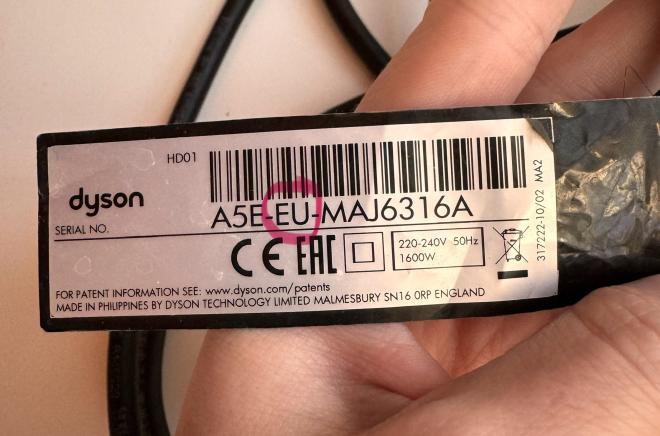 HD01
dyson
SERIAL NO.
A5E-EU-MAJ6316A
CE EAC
220-240V 50Hz
1600W
317222-10/02 MA2
FOR PATENT INFORMATION SEE: www.dyson.com/patents
MADE IN PHILIPPINES BY DYSON TECHNOLOGY LIMITED MALMESBURY SN16 0RP ENGLAND